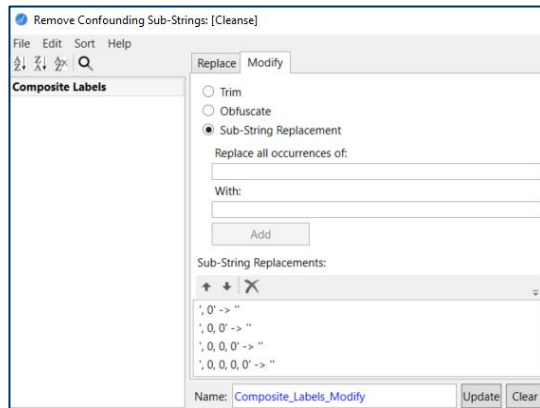 Remove Confounding Sub-Strings: [Cleanse]
File Edit Sort Help
Replace Modify
Composite Labels
Trim
Obfuscate
Sub-String Replacement
Replace all occurrences of:
With:
Add
Sub-String Replacements:
', 0' -> ''
', 0, 0' -> ''
', 0, 0, 0' -> ''
', 0, 0, 0, 0' -> ''
Name: Composite_Labels_Modify Update Clear